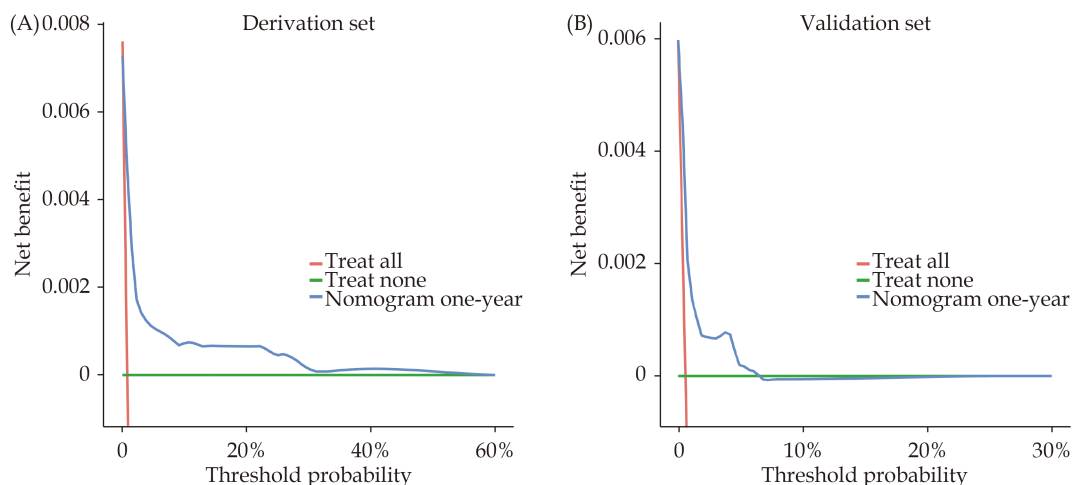 (A)
Derivation set
0.008
0.006
0.004
0.002
0
Net benefit
Treat all
Treat none
Nomogram one-year
0
20%
40%
60%
Threshold probability
(B)
Validation set
0.006
0.004
0.002
0
Net benefit
Treat all
Treat none
Nomogram one-year
0
10%
20%
30%
Threshold probability